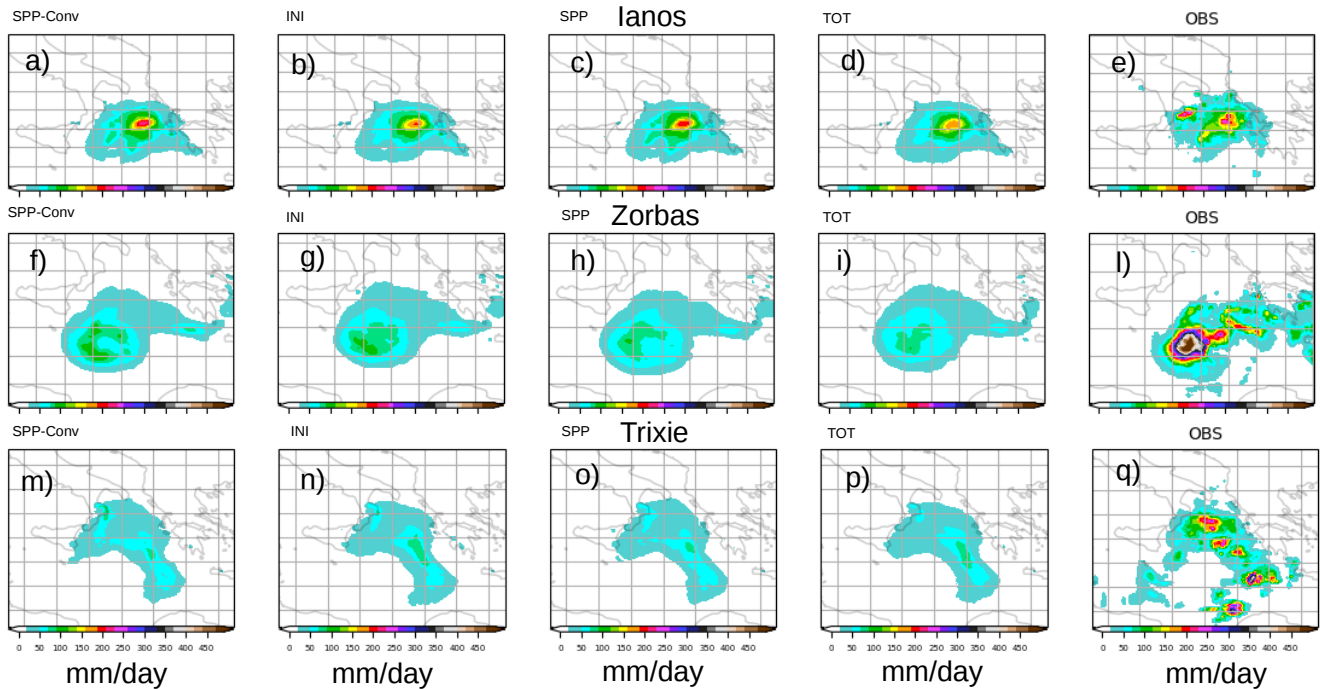 Ianos
SPP-Conv INI SPP TOT OBS
a) b) c) d) e)
Zorbas
SPP-Conv INI SPP TOT OBS
f) g) h) i) l)
Trixie
SPP-Conv INI SPP TOT OBS
m) n) o) p) q)
0 50 100 150 200 250 300 350 400 450 0 50 100 150 200 250 300 350 400 450 0 50 100 150 200 250 300 350 400 450 0 50 100 150 200 250 300 350 400 450 0 50 100 150 200 250 300 350 400 450
mm/day mm/day mm/day mm/day mm/day